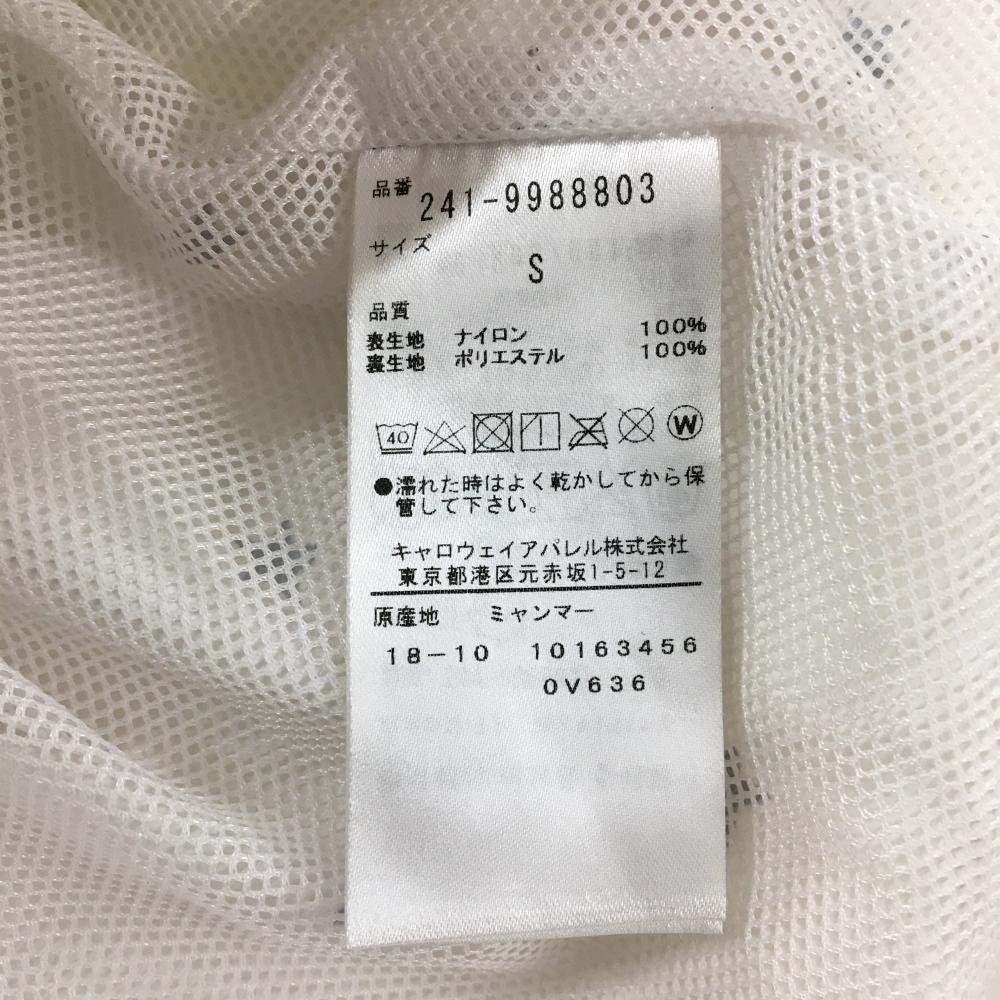 品番 241-9988803
サイズ
S
品質
表生地 ナイロン 100%
裏生地 ポリエステル 100%
40 W
●濡れた時はよく乾かしてから保
管して下さい。
キャロウェイアパレル株式会社
東京都港区元赤坂1-5-12
原産地 ミャンマー
18-10 10163456
0V636